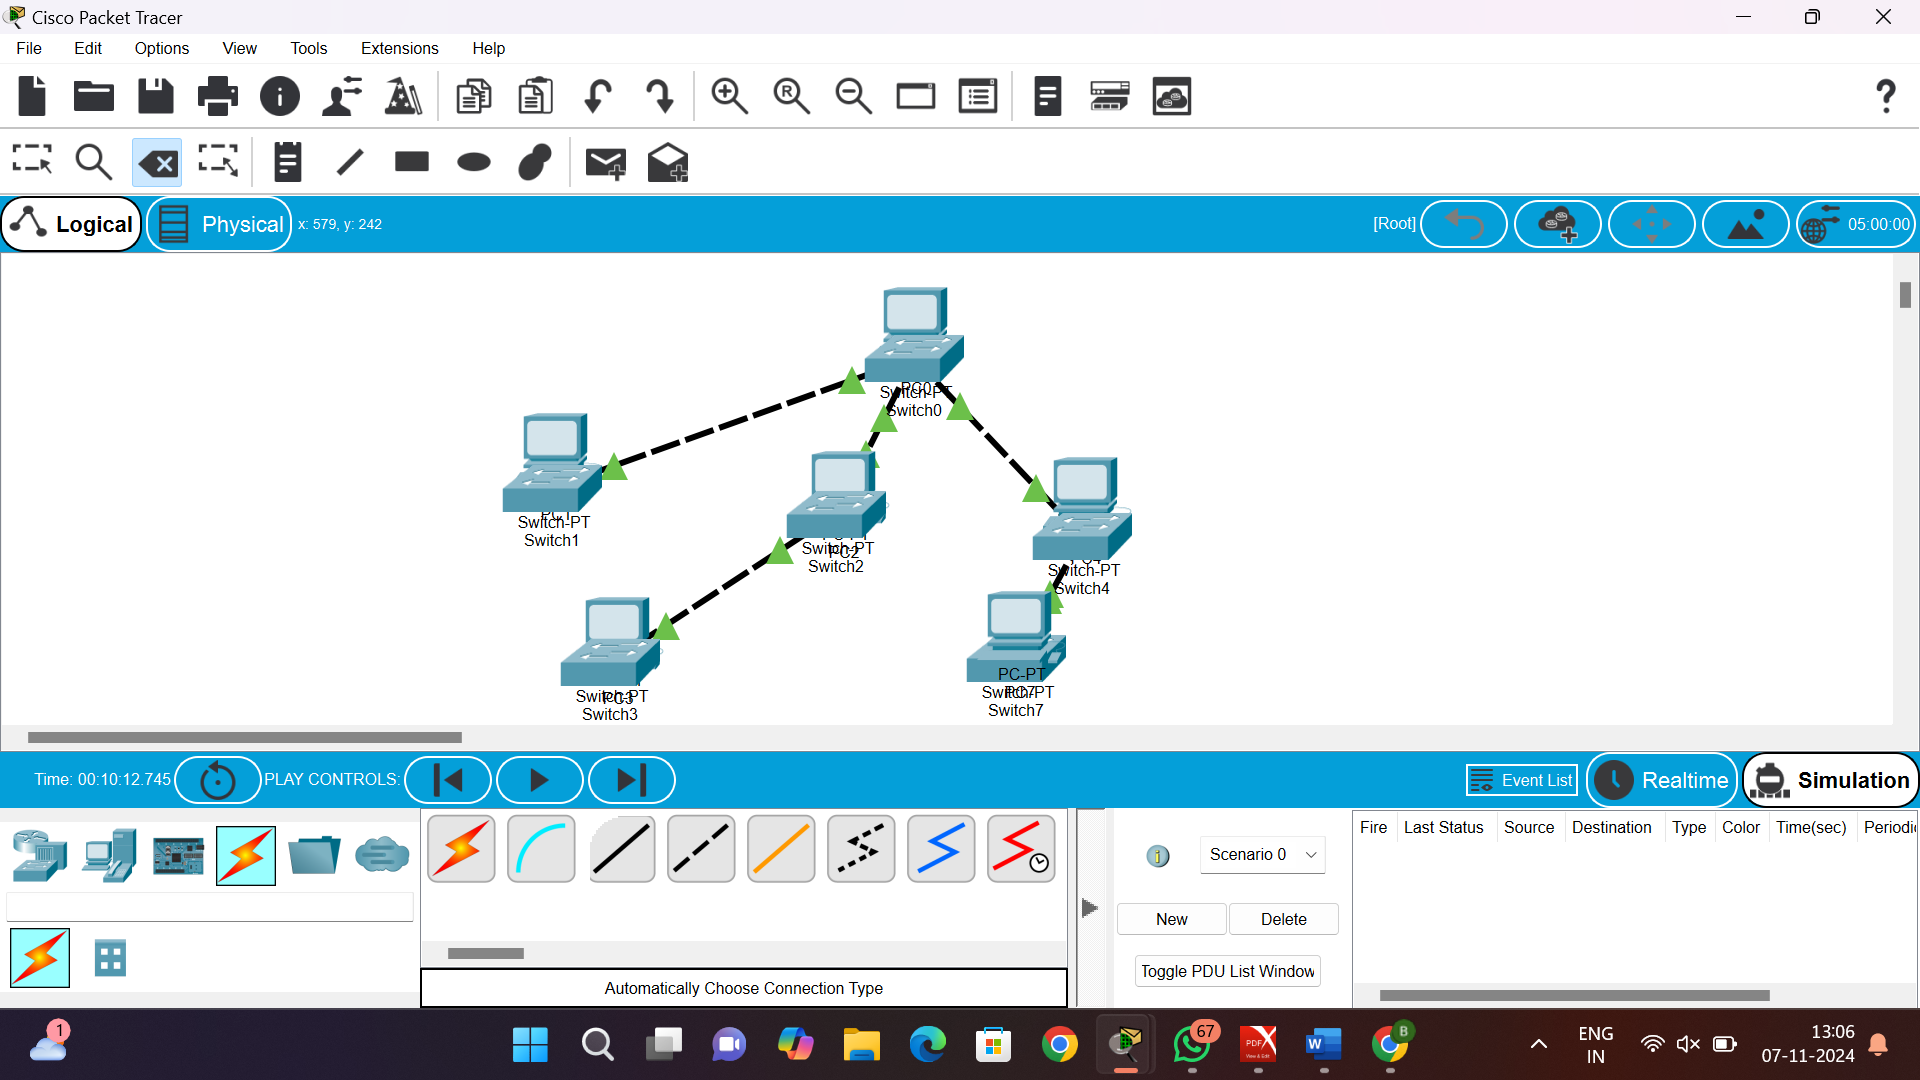 Cisco Packet Tracer
File Edit Options View Tools Extensions Help
Logical Physical x: 579, y: 242 [Root] 05:00:00
PC0
Switch-PT
Switch0
PC1
Switch-PT
Switch1
Switch-PT
PC2
Switch2
Switch-PT
Switch4
Switch-PT
PC3
Switch3
PC-PT
Switch-PT
PC7
Switch7
Time: 00:10:12.745 PLAY CONTROLS: Event List Realtime Simulation
Fire Last Status Source Destination Type Color Time(sec) Periodic
Scenario 0
New Delete
Toggle PDU List Window
Automatically Choose Connection Type
1
67
PDF
B
ENG
IN
13:06
07-11-2024